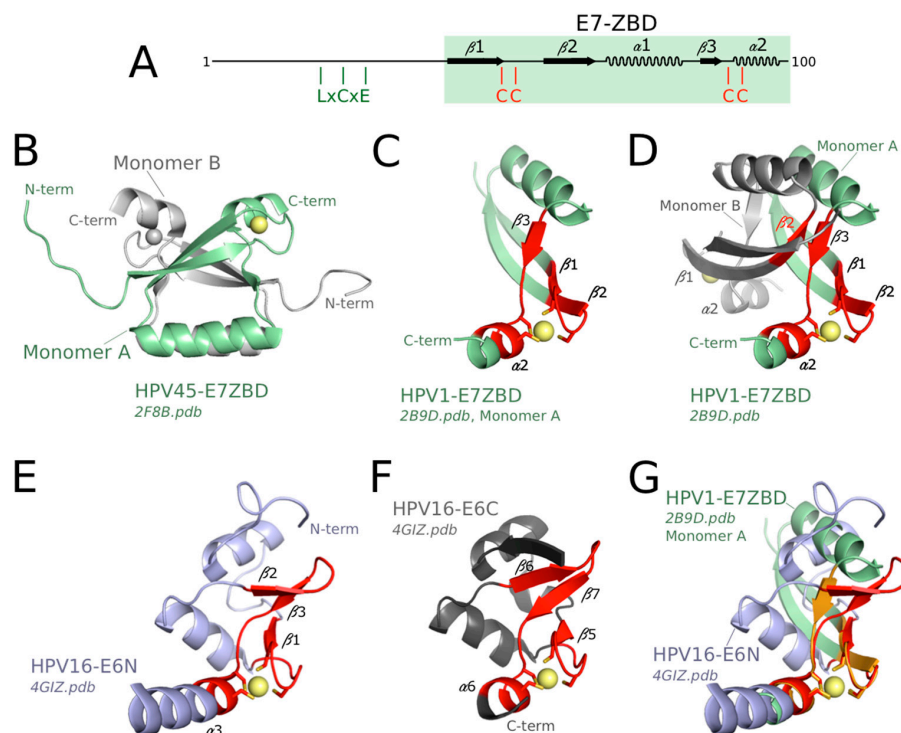 A
E7-ZBD
β1
β2
α1
β3
α2
1
100
LxCxE
C
C
C
C
B
Monomer B
N-term
C-term
C-term
N-term
Monomer A
HPV45-E7ZBD
2F8B.pdb
C
β3
β1
β2
C-term
α2
HPV1-E7ZBD
2B9D.pdb, Monomer A
D
Monomer A
Monomer B
β2
β3
β1
β1
β2
α2
C-term
α2
HPV1-E7ZBD
2B9D.pdb
E
N-term
β2
β3
β1
HPV16-E6N
4GIZ.pdb
α3
F
HPV16-E6C
4GIZ.pdb
β6
β7
β5
α6
C-term
G
HPV1-E7ZBD
2B9D.pdb
Monomer A
HPV16-E6N
4GIZ.pdb